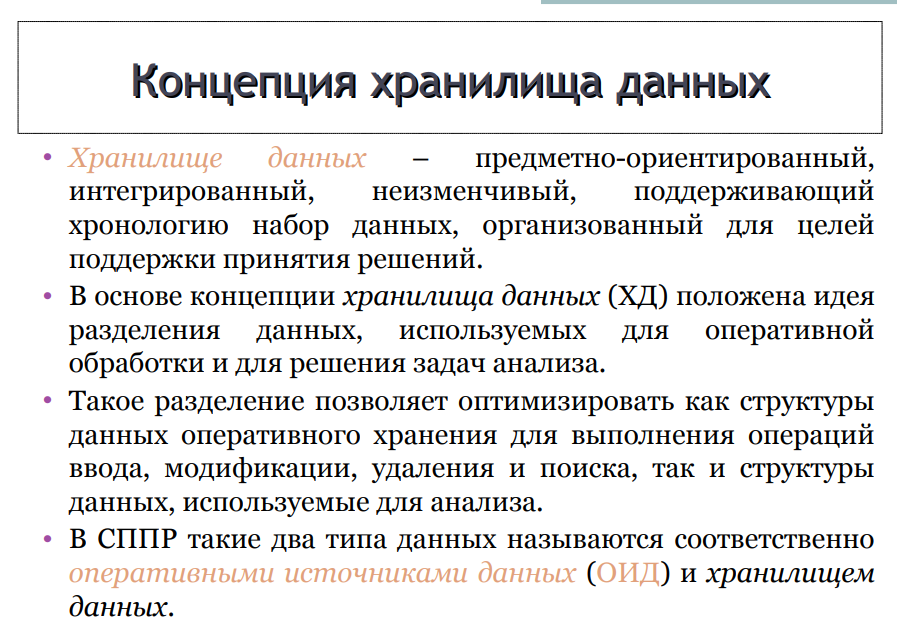 Концепция хранилища данных
• Хранилище данных – предметно-ориентированный,
интегрированный, неизменчивый, поддерживающий
хронологию набор данных, организованный для целей
поддержки принятия решений.
• В основе концепции хранилища данных (ХД) положена идея
разделения данных, используемых для оперативной
обработки и для решения задач анализа.
• Такое разделение позволяет оптимизировать как структуры
данных оперативного хранения для выполнения операций
ввода, модификации, удаления и поиска, так и структуры
данных, используемые для анализа.
• В СППР такие два типа данных называются соответственно
оперативными источниками данных (ОИД) и хранилищем
данных.